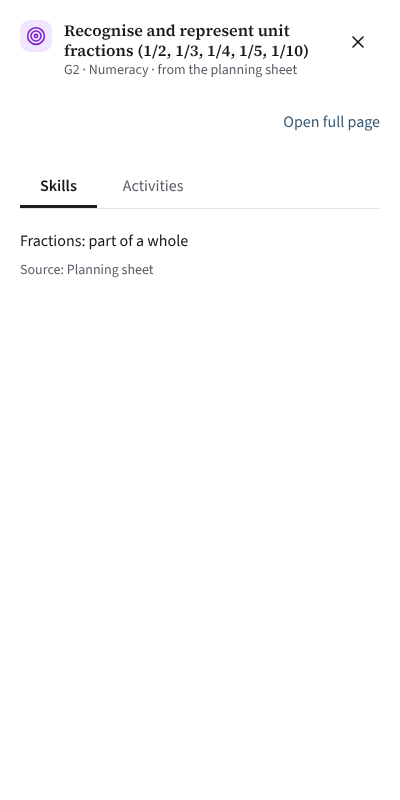 Recognise and represent unit
fractions (1/2, 1/3, 1/4, 1/5, 1/10)
G2 · Numeracy · from the planning sheet
Open full page
Skills
Activities
Fractions: part of a whole
Source: Planning sheet